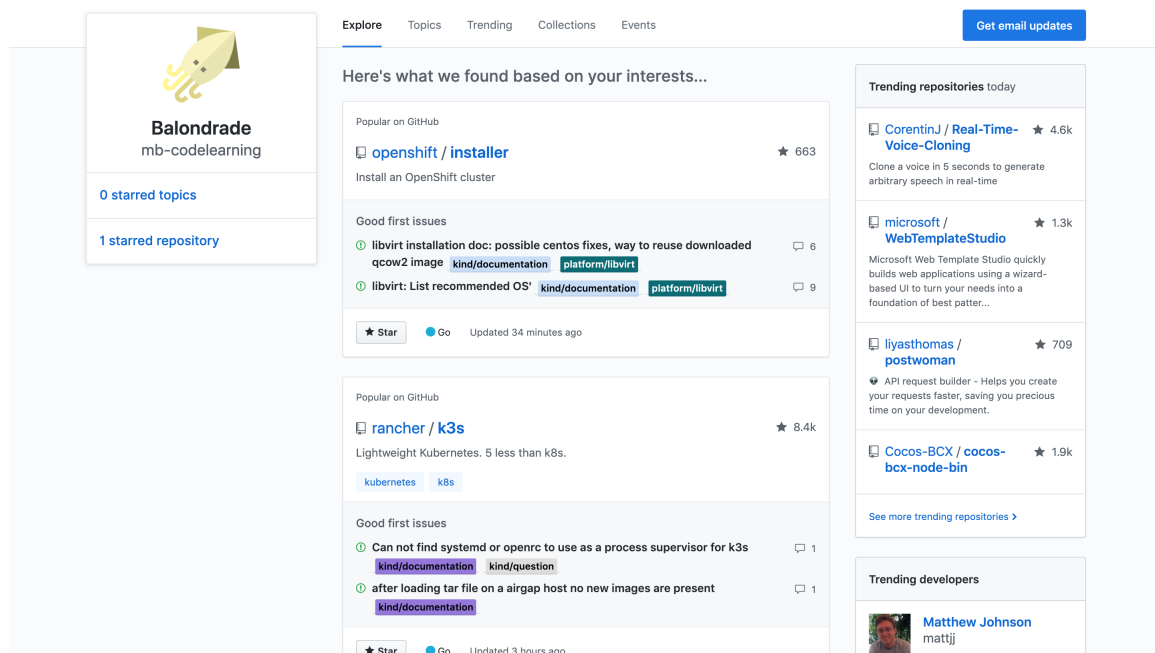 Explore Topics Trending Collections Events
Get email updates
Balondrade
mb-codelearning
0 starred topics
1 starred repository
Here's what we found based on your interests...
Popular on GitHub
openshift / installer
663
Install an OpenShift cluster
Good first issues
libvirt installation doc: possible centos fixes, way to reuse downloaded
qcow2 image kind/documentation platform/libvirt
6
libvirt: List recommended OS' kind/documentation platform/libvirt
9
Star Go Updated 34 minutes ago
Popular on GitHub
rancher / k3s
8.4k
Lightweight Kubernetes. 5 less than k8s.
kubernetes k8s
Good first issues
Can not find systemd or openrc to use as a process supervisor for k3s
1
kind/documentation kind/question
after loading tar file on a airgap host no new images are present
1
kind/documentation
Star Go Updated 3 hours ago
Trending repositories today
CorentinJ / Real-Time-
Voice-Cloning
4.6k
Clone a voice in 5 seconds to generate
arbitrary speech in real-time
microsoft /
WebTemplateStudio
1.3k
Microsoft Web Template Studio quickly
builds web applications using a wizard-
based UI to turn your needs into a
foundation of best patter...
liyasthomas /
postwoman
709
👽 API request builder - Helps you create
your requests faster, saving you precious
time on your development.
Cocos-BCX / cocos-
bcx-node-bin
1.9k
See more trending repositories
Trending developers
Matthew Johnson
mattjj